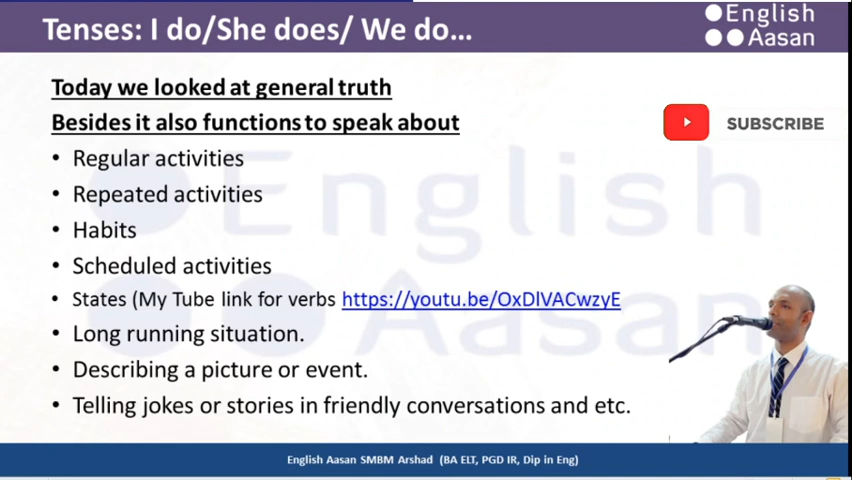 Tenses: I do/She does/ We do...
English
Aasan
Today we looked at general truth
Besides it also functions to speak about
SUBSCRIBE
• Regular activities
• Repeated activities
• Habits
• Scheduled activities
• States (My Tube link for verbs https://youtu.be/OxDlVACwzyE
• Long running situation.
• Describing a picture or event.
• Telling jokes or stories in friendly conversations and etc.
English
Aasan
English Aasan SMBM Arshad (BA ELT, PGD IR, Dip in Eng)